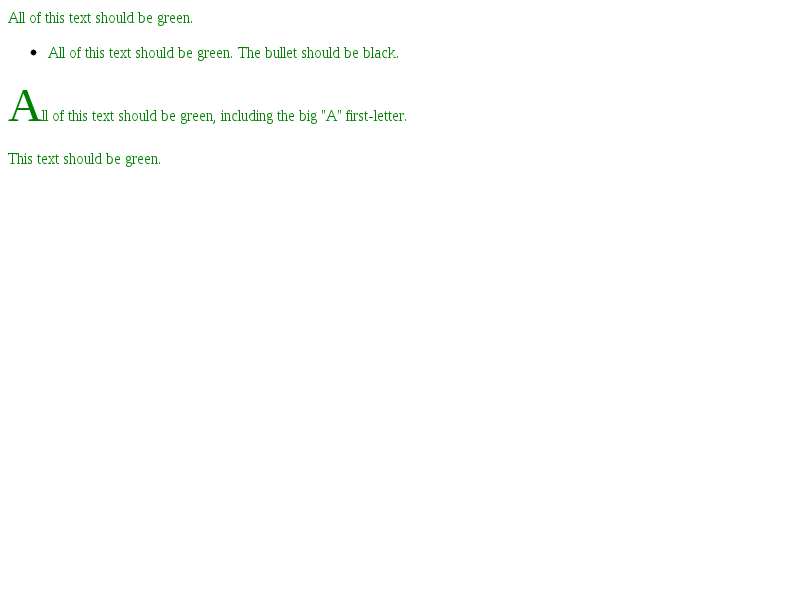 All of this text should be green.
• All of this text should be green. The bullet should be black.
All of this text should be green, including the big "A" first-letter.
This text should be green.